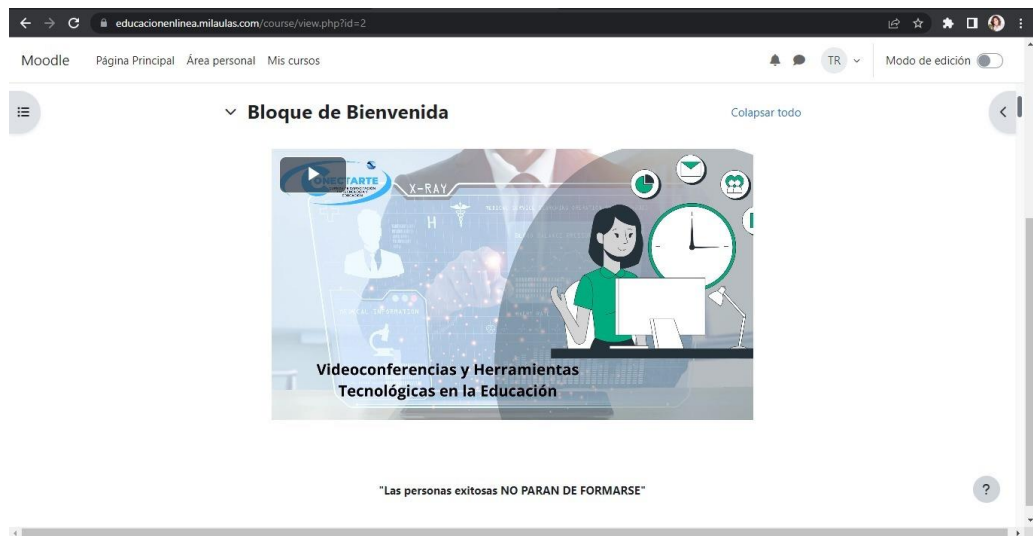 educacionenlinea.milaulas.com/course/view.php?id=2
Moodle Página Principal Área personal Mis cursos TR Modo de edición
Bloque de Bienvenida Colapsar todo
CONECTARTE
X-RAY
H
Videoconferencias y Herramientas
Tecnológicas en la Educación
"Las personas exitosas NO PARAN DE FORMARSE"
?